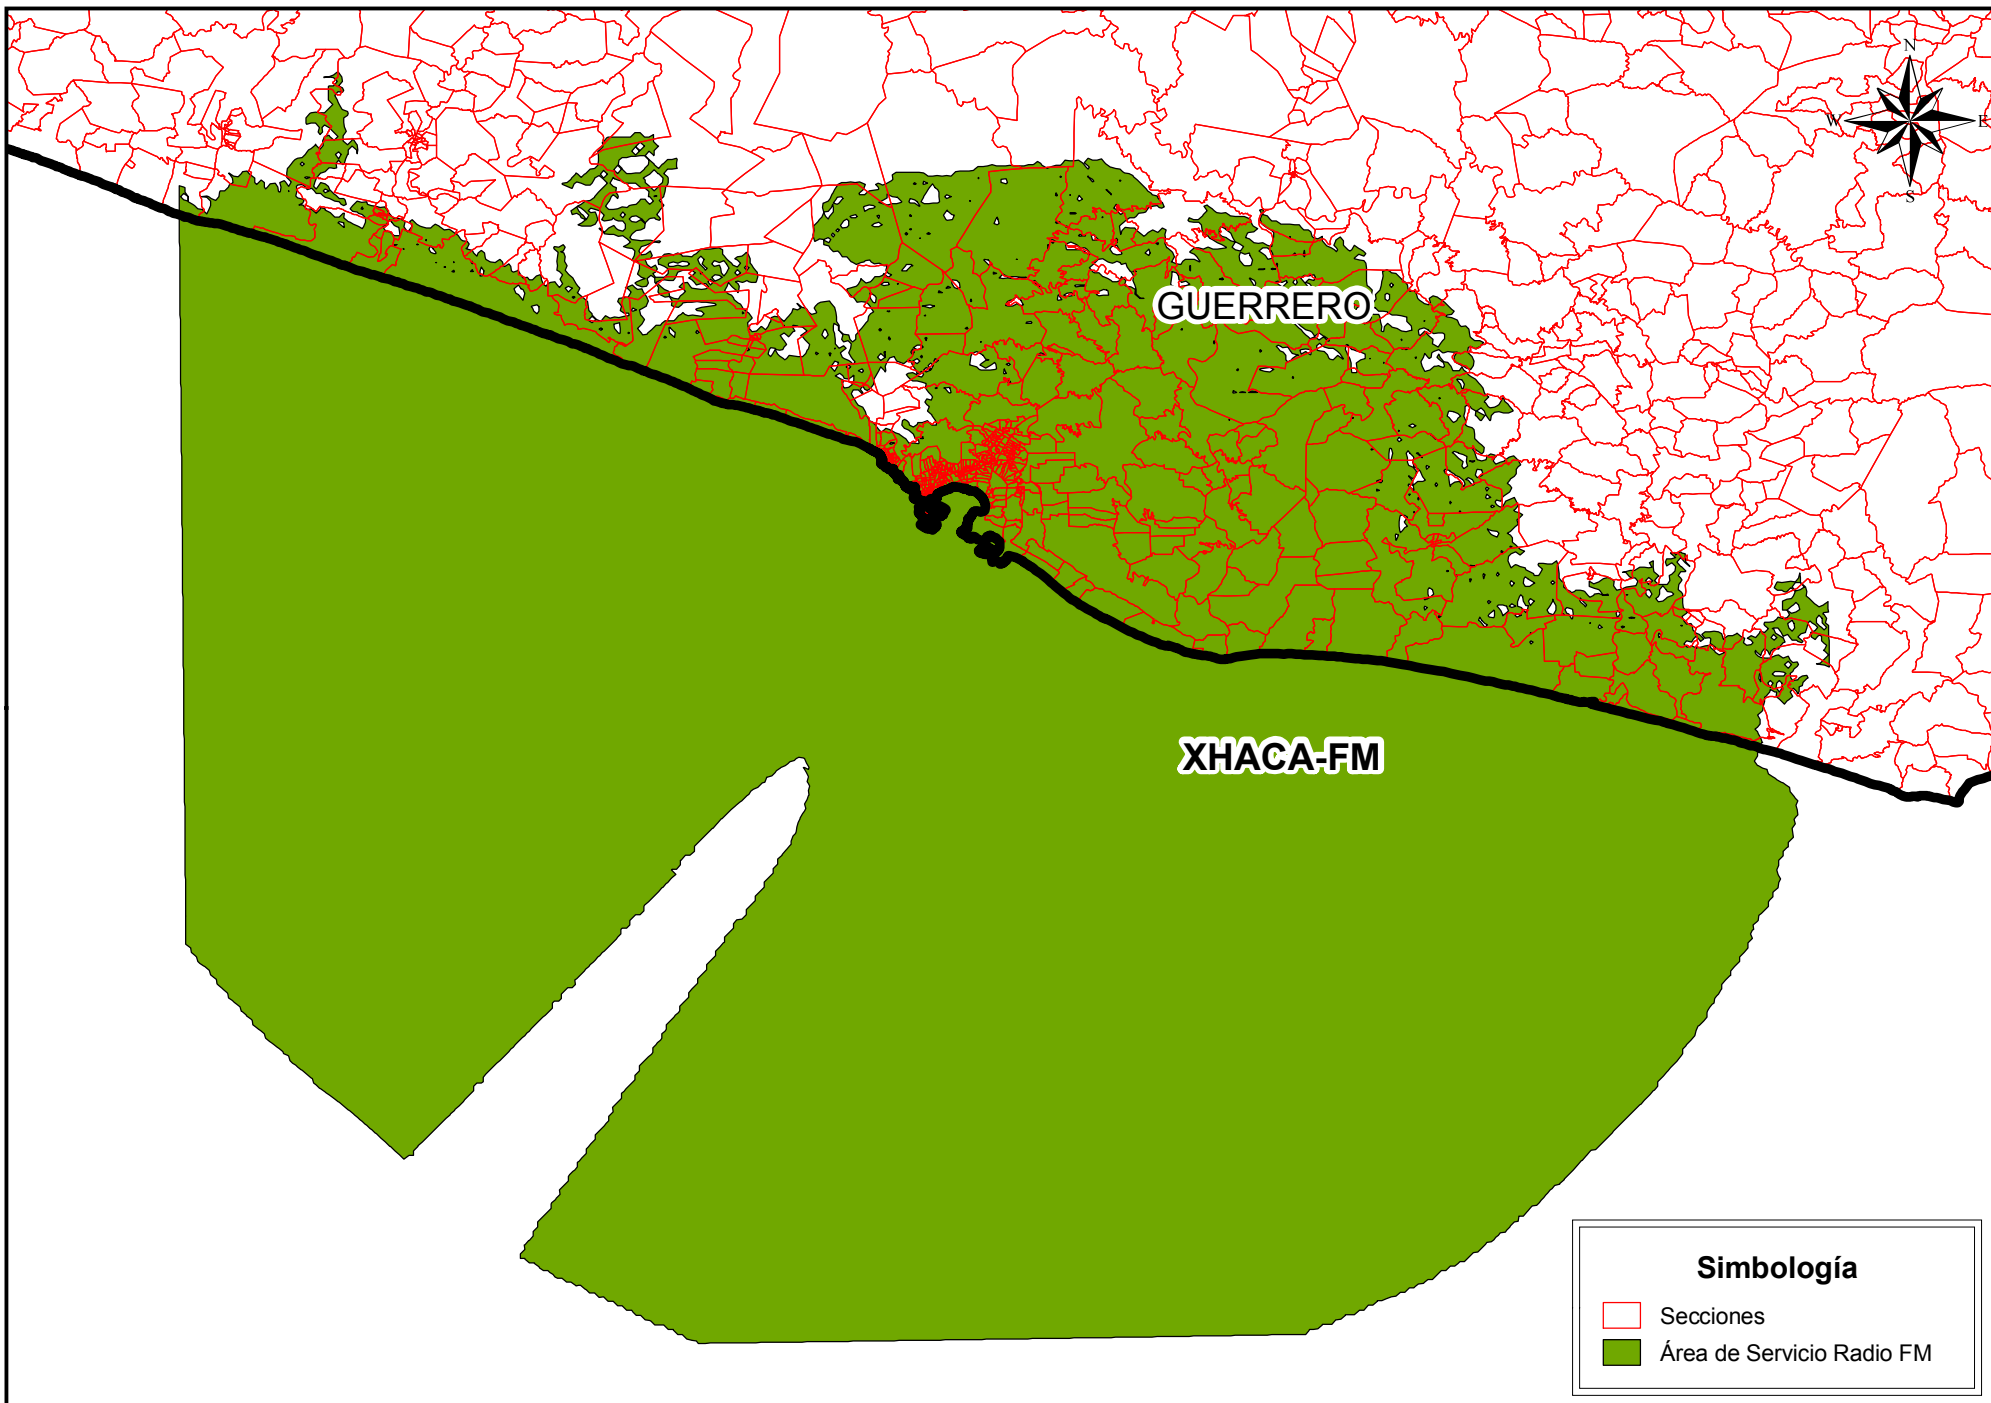 N
W E
S
GUERRERO
XHACA-FM
Simbología
Secciones
Área de Servicio Radio FM